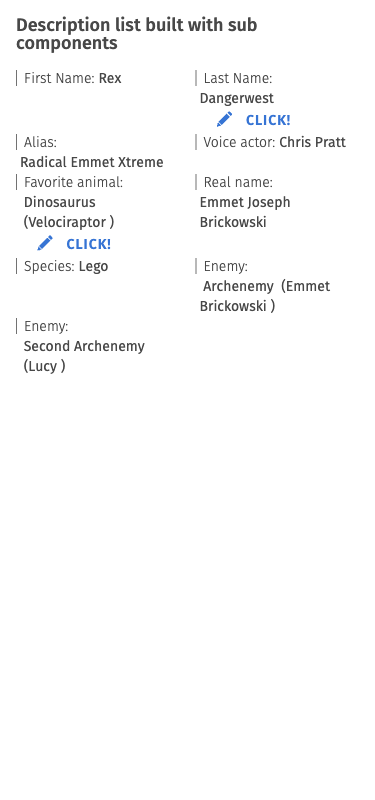 Description list built with sub
components
First Name: Rex
Last Name:
Dangerwest
CLICK!
Alias:
Radical Emmet Xtreme
Voice actor: Chris Pratt
Favorite animal:
Dinosaurus
(Velociraptor )
CLICK!
Real name:
Emmet Joseph
Brickowski
Species: Lego
Enemy:
Archenemy (Emmet
Brickowski )
Enemy:
Second Archenemy
(Lucy )